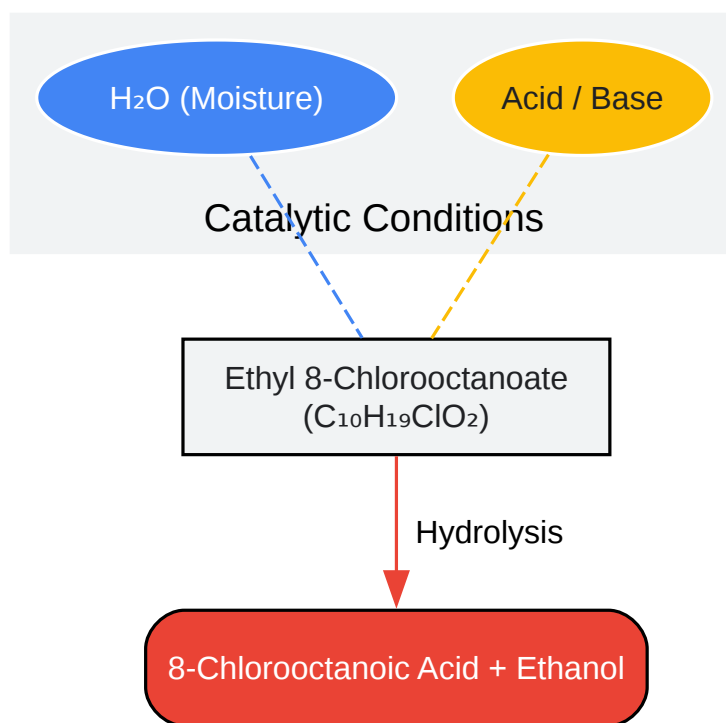 H₂O (Moisture)
Acid / Base
Catalytic Conditions
Ethyl 8-Chlorooctanoate
(C₁₀H₁₉ClO₂)
Hydrolysis
8-Chlorooctanoic Acid + Ethanol